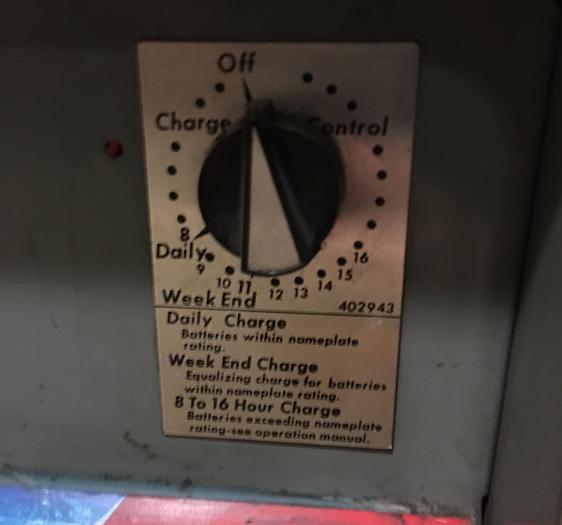 Off
Charge Control
8
Daily
9 10 11 12 13 14 15 16
Week End
402943
Daily Charge
Batteries within nameplate
rating.
Week End Charge
Equalizing charge for batteries
within nameplate rating.
8 To 16 Hour Charge
Batteries exceeding nameplate
rating-see operation manual.